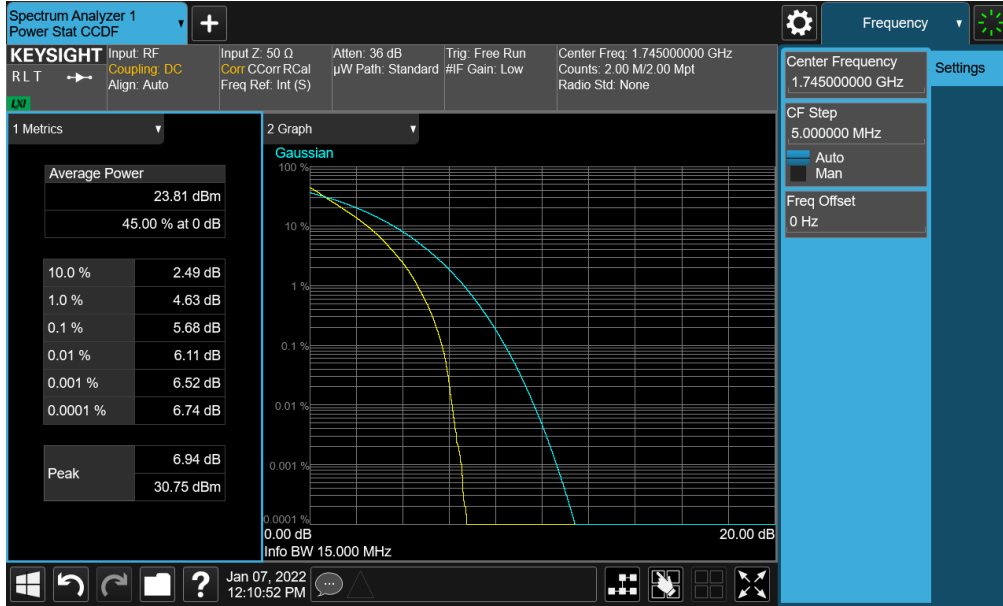 Spectrum Analyzer 1
Power Stat CCDF
Frequency
KEYSIGHT
RLT
LXI
Input: RF
Coupling: DC
Align: Auto
Input Z: 50 Ω
Corr CCorr RCal
Freq Ref: Int (S)
Atten: 36 dB
µW Path: Standard
Trig: Free Run
#IF Gain: Low
Center Freq: 1.745000000 GHz
Counts: 2.00 M/2.00 Mpt
Radio Std: None
Center Frequency
1.745000000 GHz
Settings
CF Step
5.000000 MHz
Auto
Man
Freq Offset
0 Hz
1 Metrics
Average Power
23.81 dBm
45.00 % at 0 dB
10.0 % 2.49 dB
1.0 % 4.63 dB
0.1 % 5.68 dB
0.01 % 6.11 dB
0.001 % 6.52 dB
0.0001 % 6.74 dB
Peak
6.94 dB
30.75 dBm
2 Graph
Gaussian
100 %
10 %
1 %
0.1 %
0.01 %
0.001 %
0.0001 %
0.00 dB 20.00 dB
Info BW 15.000 MHz
?
Jan 07, 2022
12:10:52 PM